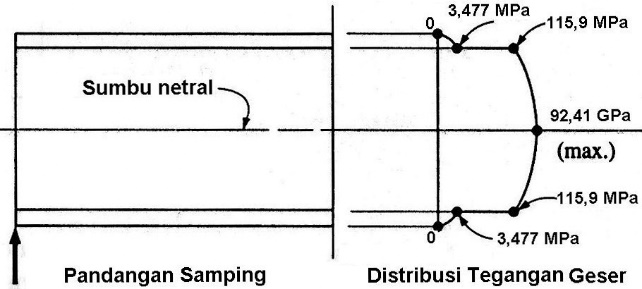 0
3,477 MPa
115,9 MPa
Sumbu netral
92,41 GPa
(max.)
115,9 MPa
0
3,477 MPa
Pandangan Samping
Distribusi Tegangan Geser